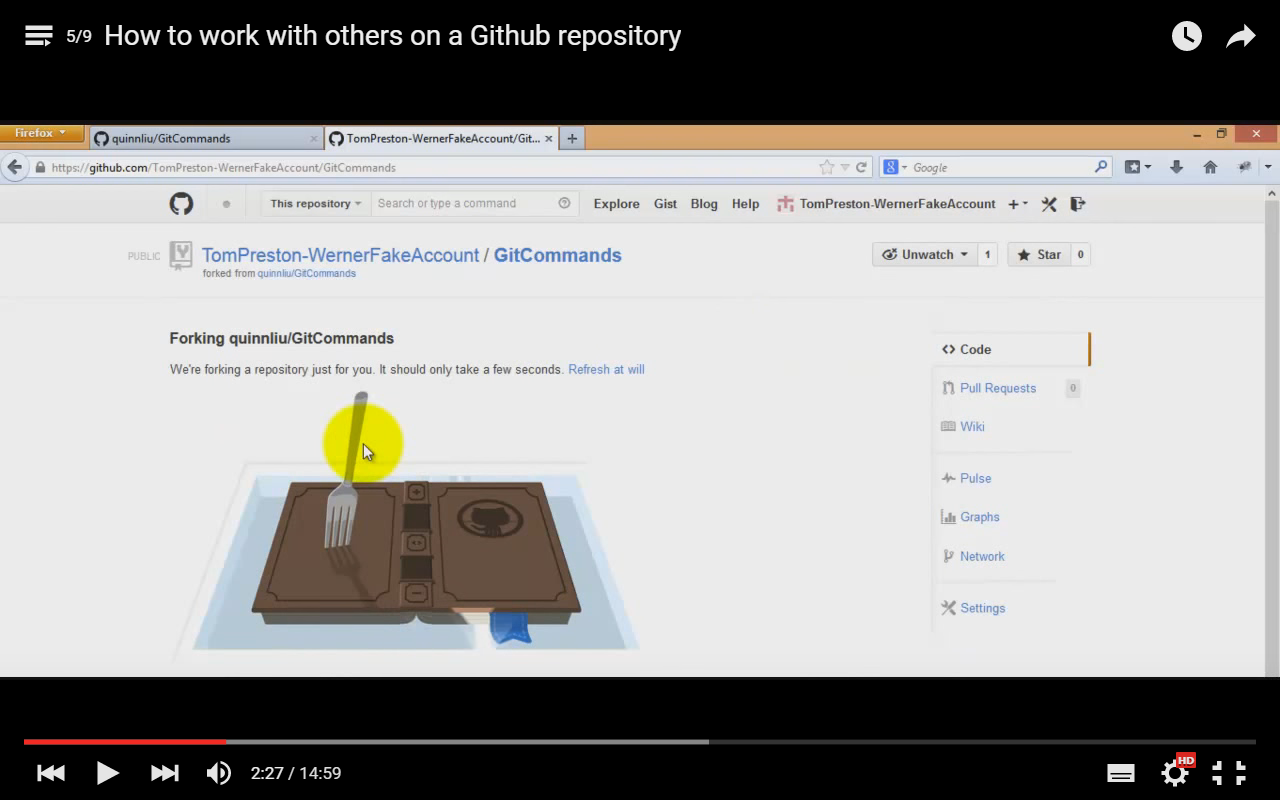 5/9 How to work with others on a Github repository
Firefox
quinnliu/GitCommands
TomPreston-WernerFakeAccount/Git...
https://github.com/TomPreston-WernerFakeAccount/GitCommands
Google
This repository
Search or type a command
Explore Gist Blog Help TomPreston-WernerFakeAccount
PUBLIC TomPreston-WernerFakeAccount / GitCommands
forked from quinnliu/GitCommands
Unwatch 1 Star 0
Forking quinnliu/GitCommands
We're forking a repository just for you. It should only take a few seconds. Refresh at will
Code
Pull Requests 0
Wiki
Pulse
Graphs
Network
Settings
2:27 / 14:59
HD